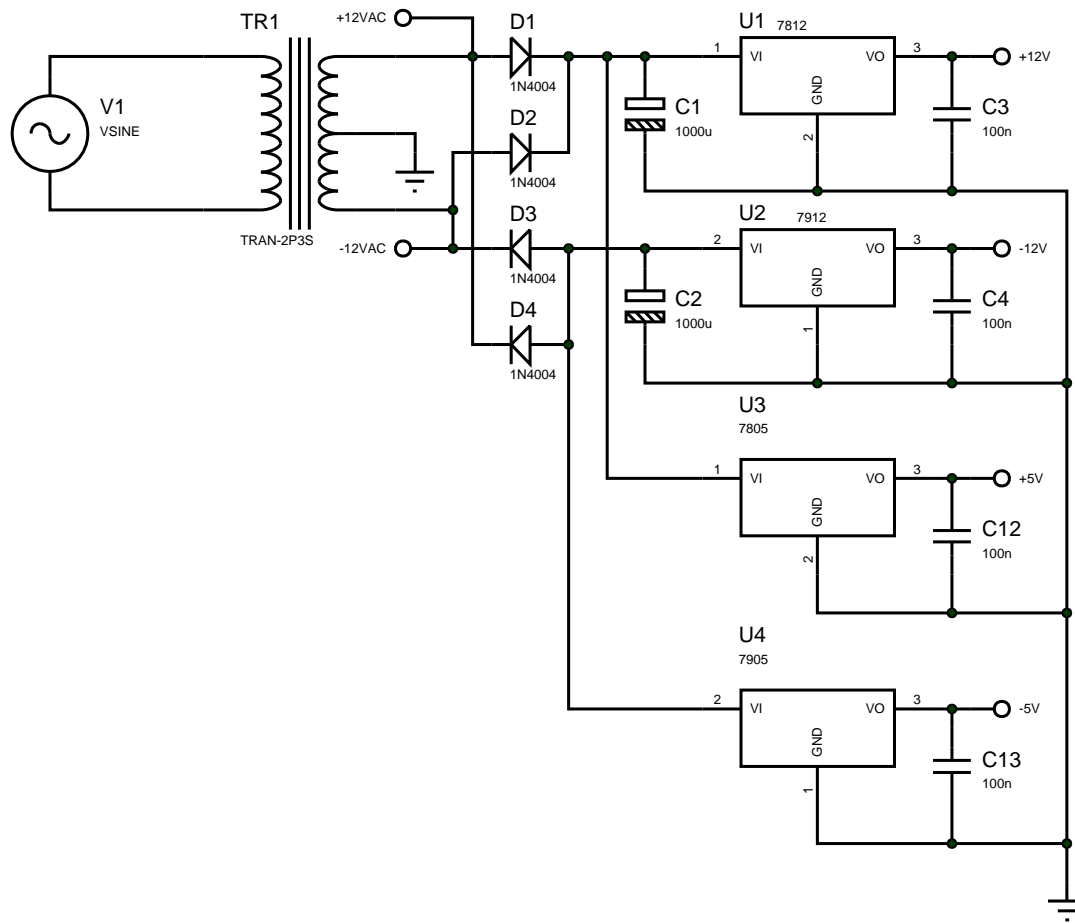 TR1
+12VAC
D1
U1
7812
1
VI
VO
3
+12V
1N4004
GND
V1
VSINE
C1
1000u
C3
100n
D2
2
1N4004
D3
U2
7912
TRAN-2P3S
-12VAC
2
VI
VO
3
-12V
1N4004
GND
C2
1000u
C4
100n
D4
1
1N4004
U3
7805
1
VI
VO
3
+5V
GND
C12
100n
2
U4
7905
2
VI
VO
3
-5V
GND
C13
100n
1